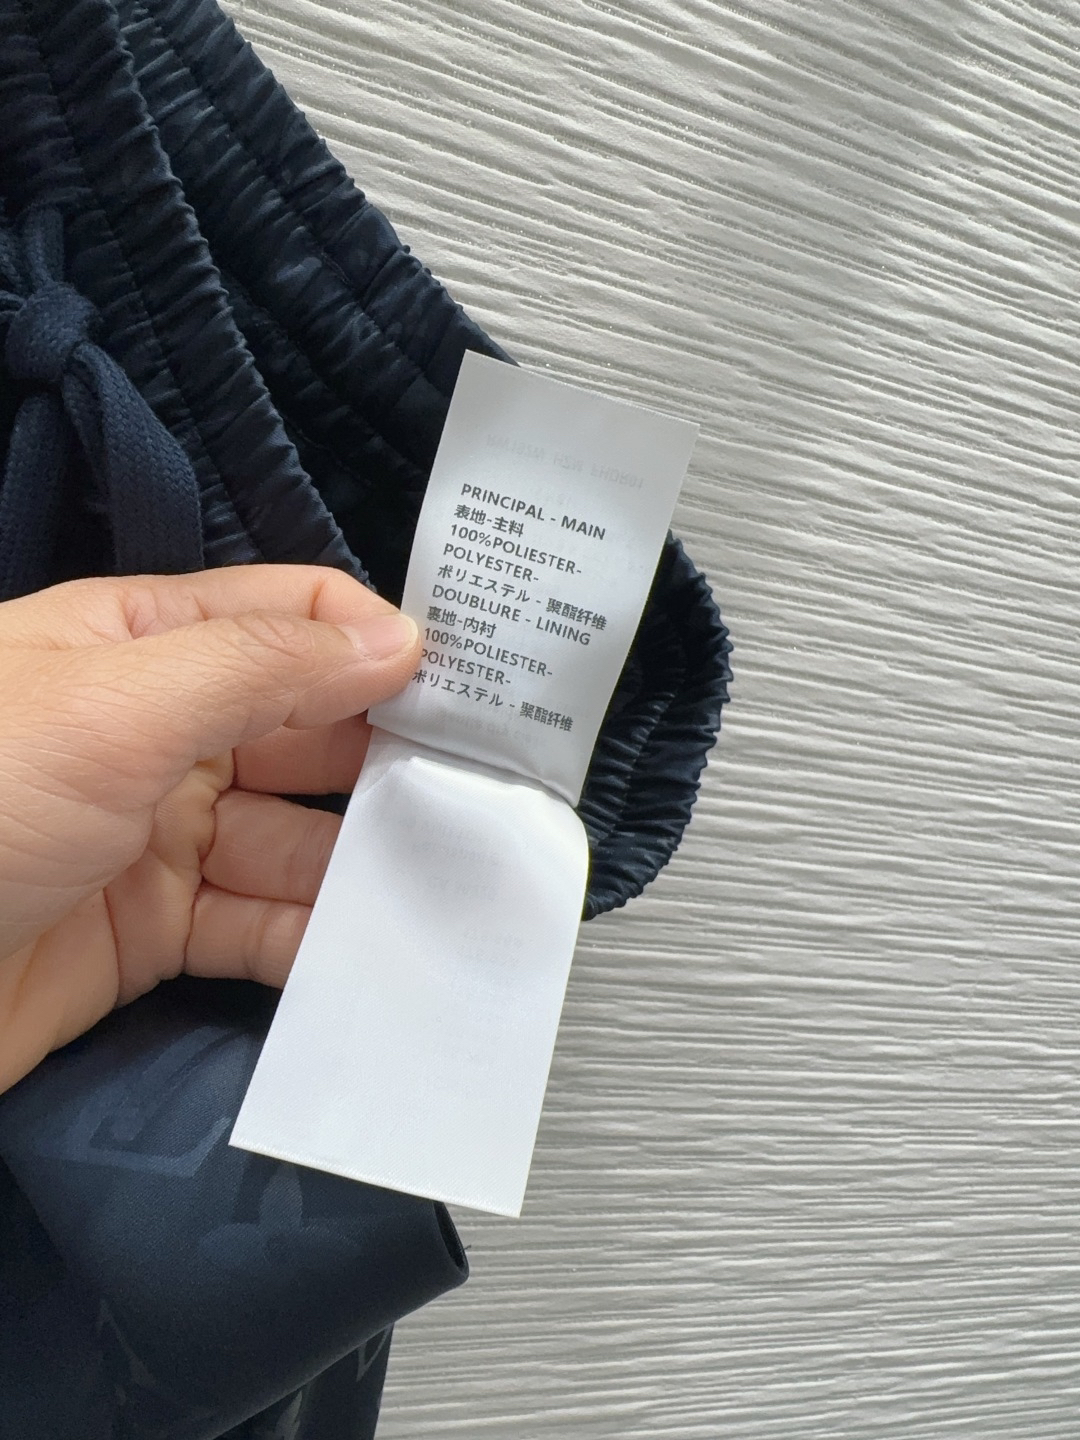 PRINCIPAL - MAIN
表地-主料
100%POLIESTER-
POLYESTER-
ポリエステル - 聚酯纤维
DOUBLURE - LINING
裏地-内衬
100%POLIESTER-
POLYESTER-
ポリエステル - 聚酯纤维